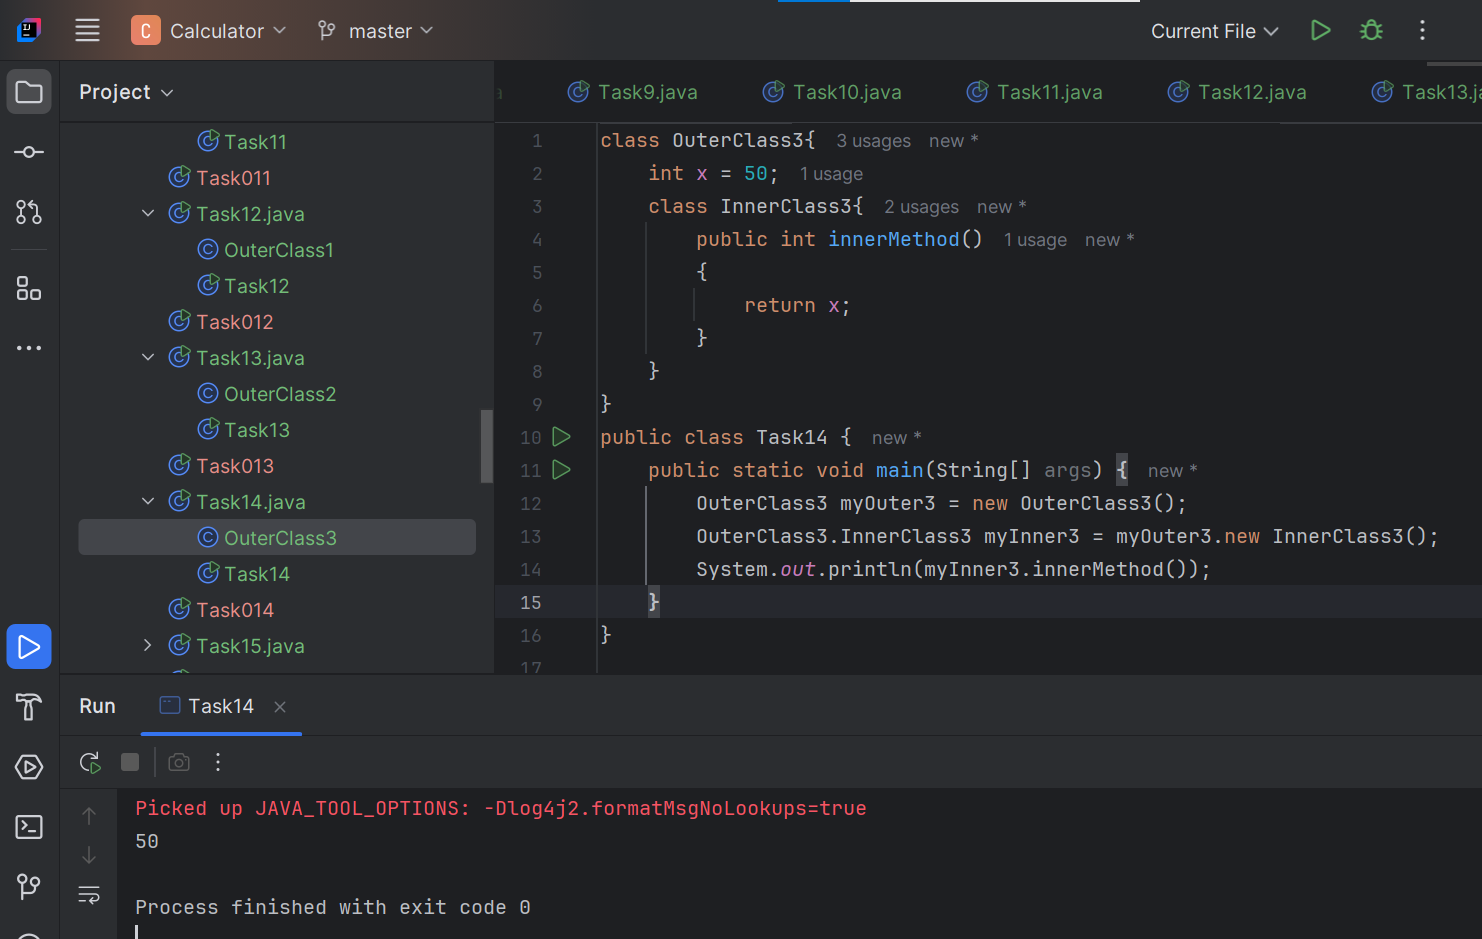 Calculator master Current File
Project
Task9.java Task10.java Task11.java Task12.java Task13.j
Task11
Task011
Task12.java
OuterClass1
Task12
Task012
Task13.java
OuterClass2
Task13
Task013
Task14.java
OuterClass3
Task14
Task014
Task15.java
1 class OuterClass3{ 3 usages new *
2 int x = 50; 1 usage
3 class InnerClass3{ 2 usages new *
4 public int innerMethod() 1 usage new *
5 {
6 return x;
7 }
8 }
9 }
10 public class Task14 { new *
11 public static void main(String[] args) { new *
12 OuterClass3 myOuter3 = new OuterClass3();
13 OuterClass3.InnerClass3 myInner3 = myOuter3.new InnerClass3();
14 System.out.println(myInner3.innerMethod());
15 }
16 }
17
Run Task14
Picked up JAVA_TOOL_OPTIONS: -Dlog4j2.formatMsgNoLookups=true
50
Process finished with exit code 0